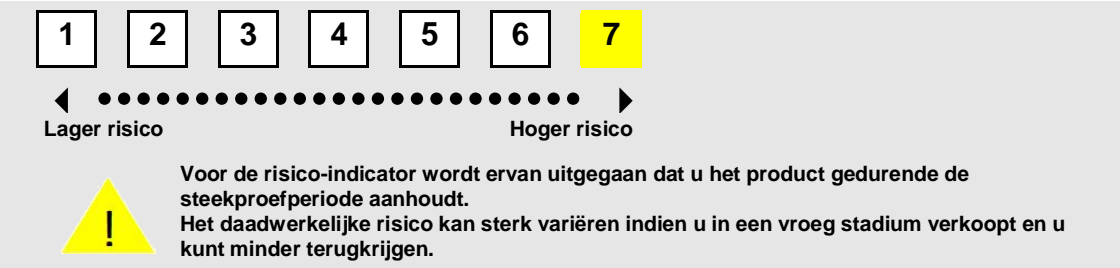 1 2 3 4 5 6 7
Lager risico Hoger risico
Voor de risico-indicator wordt ervan uitgegaan dat u het product gedurende de
steekproefperiode aanhoudt.
Het daadwerkelijke risico kan sterk variëren indien u in een vroeg stadium verkoopt en u
kunt minder terugkrijgen.
!